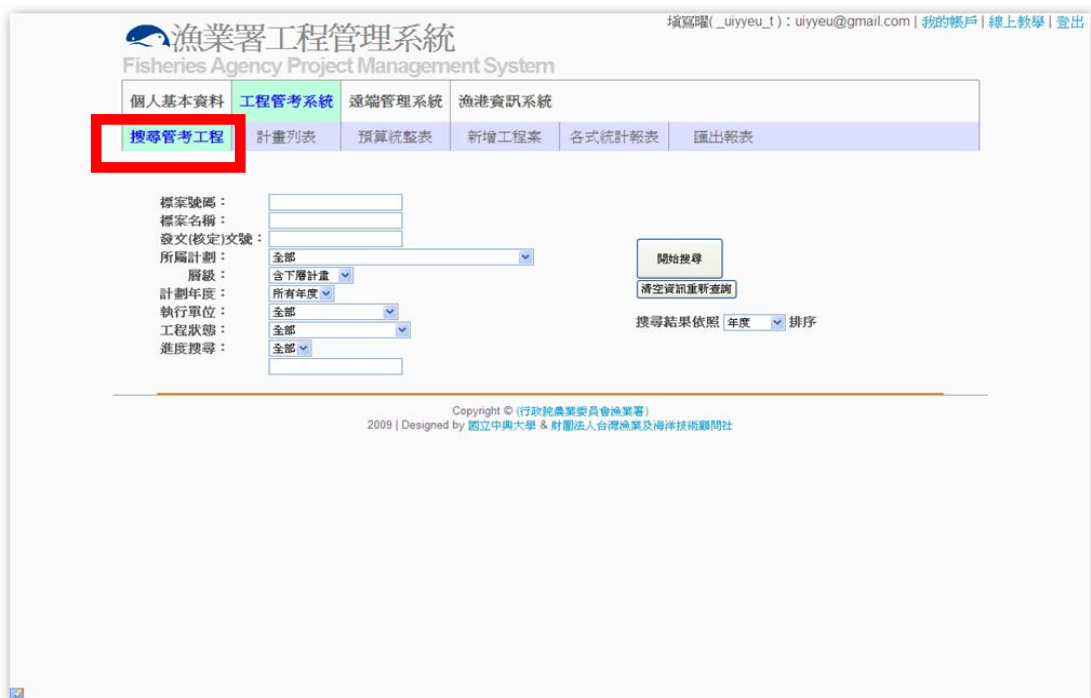 填寫曜( _uiyyeu_t )：uiyyeu@gmail.com | 我的帳戶 | 線上教學 | 登出
漁業署工程管理系統
Fisheries Agency Project Management System
個人基本資料 工程管考系統 遠端管理系統 漁港資訊系統
搜尋管考工程 計畫列表 預算統整表 新增工程案 各式統計報表 匯出報表
標案號碼：
標案名稱：
發文(核定)文號：
所屬計劃： 全部
層級： 含下層計畫
計劃年度： 所有年度
執行單位： 全部
工程狀態： 全部
進度搜尋： 全部
開始搜尋
清空資訊重新查詢
搜尋結果依照 年度 排序
Copyright © (行政院農業委員會漁業署)
2009 | Designed by 國立中興大學 & 財團法人台灣漁業及海洋技術顧問社